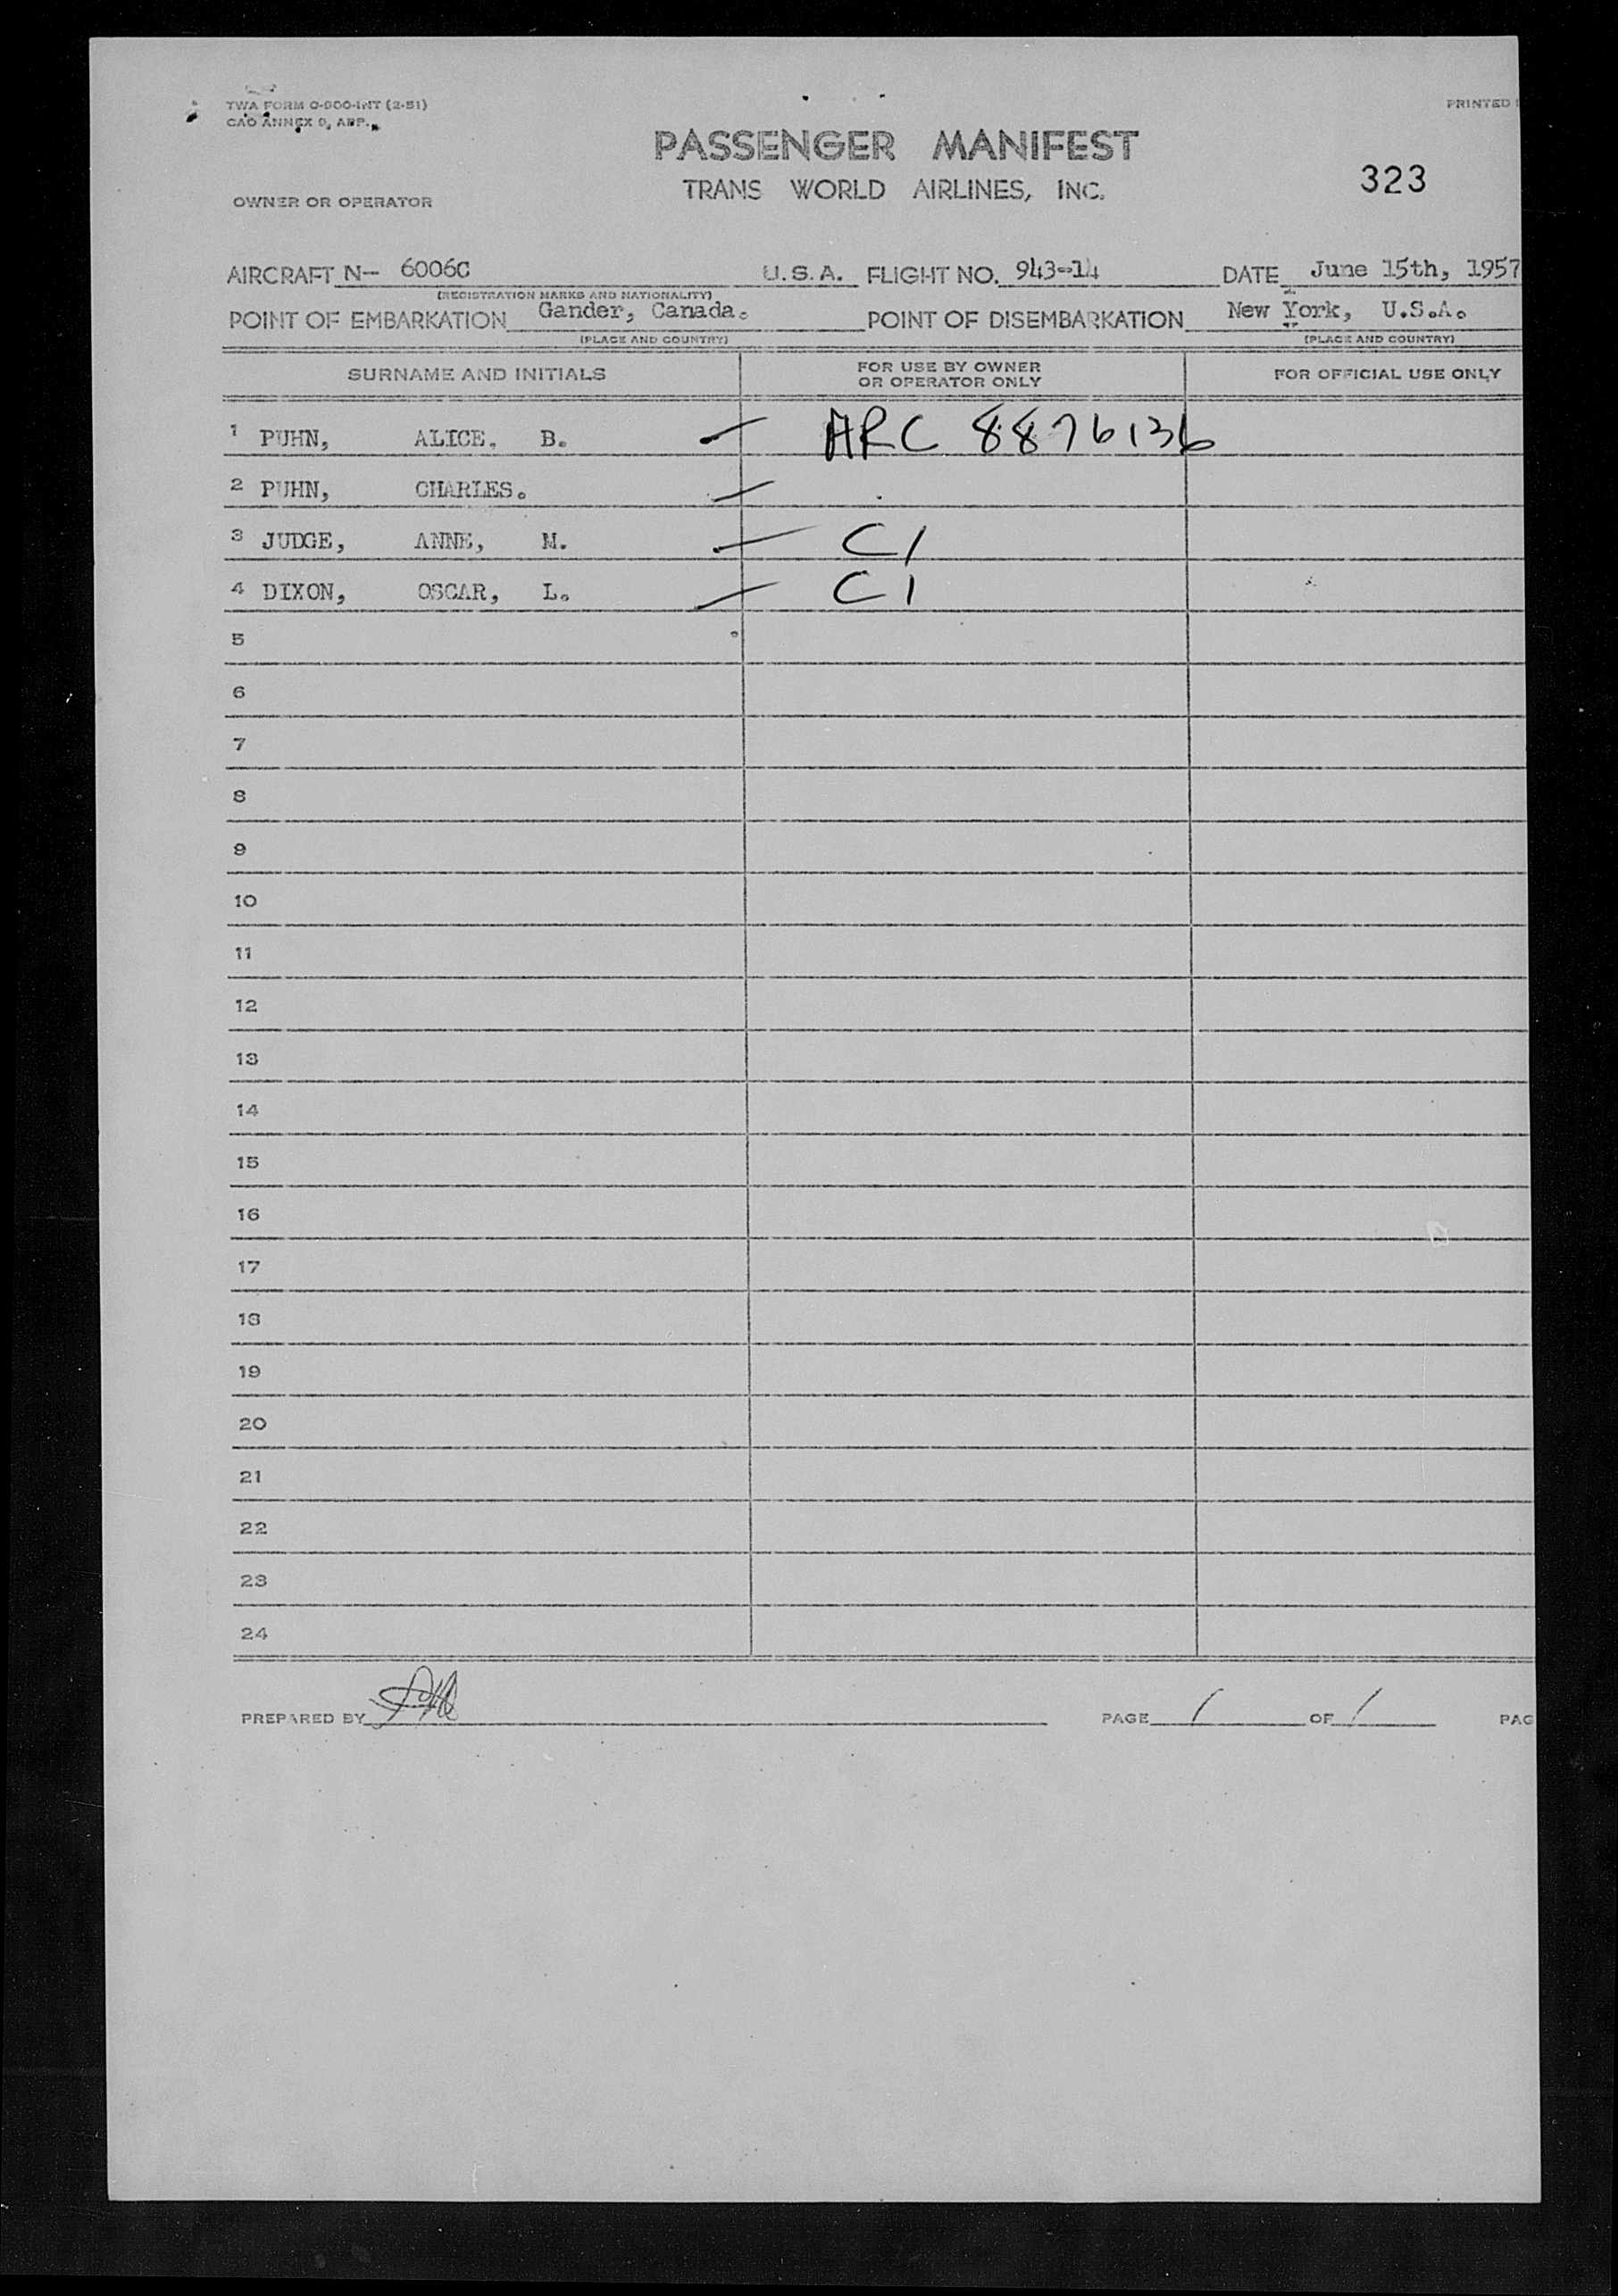 TWA FORM O-900-INT (2-51)
CAO ANNEX 9, APP.
PRINTED
PASSENGER MANIFEST
TRANS WORLD AIRLINES, INC.
323
OWNER OR OPERATOR
AIRCRAFT N- 6006C U.S.A. FLIGHT NO. 943-14 DATE June 15th, 1957
(REGISTRATION MARKS AND NATIONALITY)
POINT OF EMBARKATION Gander, Canada. POINT OF DISEMBARKATION New York, U.S.A.
(PLACE AND COUNTRY) (PLACE AND COUNTRY)
SURNAME AND INITIALS FOR USE BY OWNER OR OPERATOR ONLY FOR OFFICIAL USE ONLY
1 PUHN, ALICE. B. ARC 8876136
2 PUHN, CHARLES.
3 JUDGE, ANNE, M. C1
4 DIXON, OSCAR, L. C1
5
6
7
8
9
10
11
12
13
14
15
16
17
18
19
20
21
22
23
24
PREPARED BY PAGE 1 OF 1 PAG